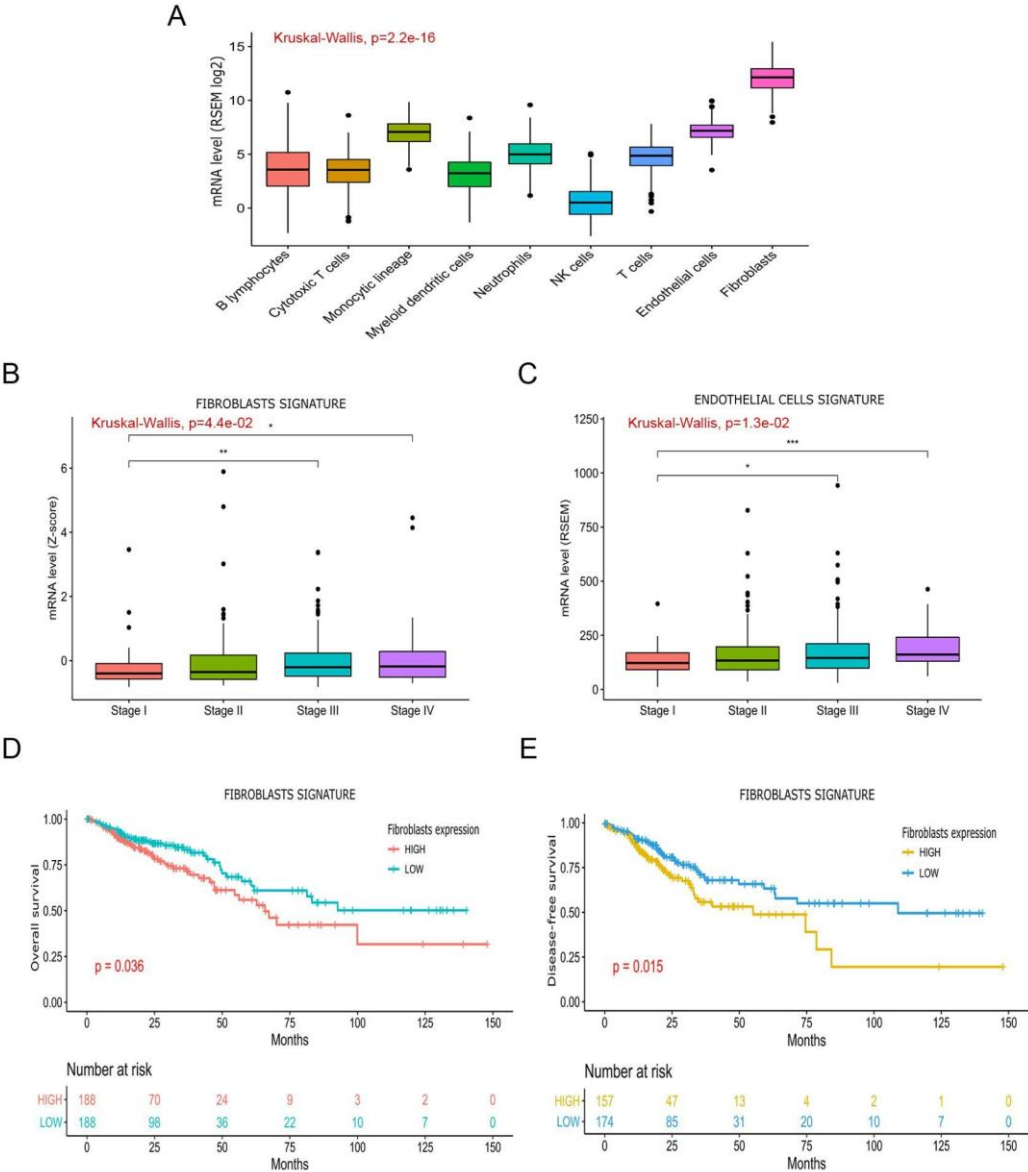 A
Kruskal-Wallis, p=2.2e-16
mRNA level (RSEM log2)
15
10
5
0
B lymphocytes
Cytotoxic T cells
Monocytic lineage
Myeloid dendritic cells
Neutrophils
NK cells
T cells
Endothelial cells
Fibroblasts
B
FIBROBLASTS SIGNATURE
Kruskal-Wallis, p=4.4e-02
*
**
mRNA level (Z-score)
6
4
2
0
Stage I Stage II Stage III Stage IV
C
ENDOTHELIAL CELLS SIGNATURE
Kruskal-Wallis, p=1.3e-02
***
*
mRNA level (RSEM)
1250
1000
750
500
250
0
Stage I Stage II Stage III Stage IV
D
FIBROBLASTS SIGNATURE
Overall survival
1.00
0.75
0.50
0.25
0.00
Fibroblasts expression
HIGH
LOW
p = 0.036
0 25 50 75 100 125 150
Months
Number at risk
HIGH 188 70 24 9 3 2 0
LOW 188 98 36 22 10 7 0
0 25 50 75 100 125 150
Months
E
FIBROBLASTS SIGNATURE
Disease-free survival
1.00
0.75
0.50
0.25
0.00
Fibroblasts expression
HIGH
LOW
p = 0.015
0 25 50 75 100 125 150
Months
Number at risk
HIGH 157 47 13 4 2 1 0
LOW 174 85 31 20 10 7 0
0 25 50 75 100 125 150
Months